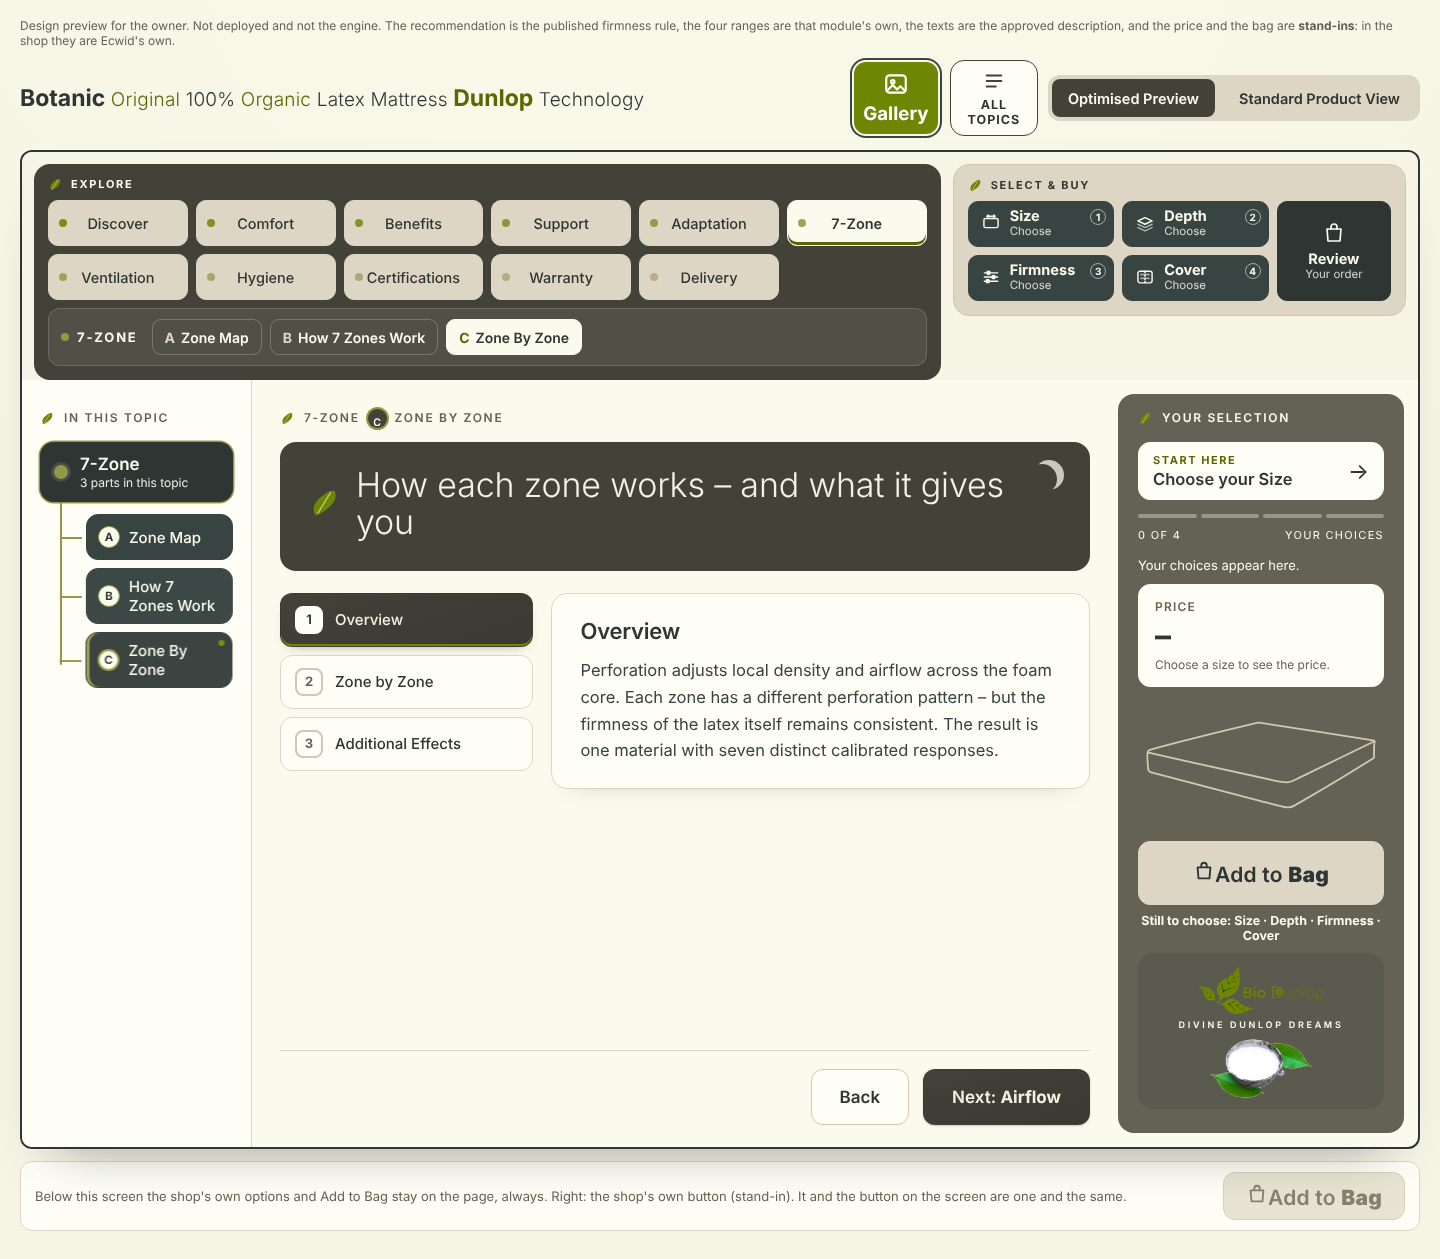 Design preview for the owner. Not deployed and not the engine. The recommendation is the published firmness rule, the four ranges are that module's own, the texts are the approved description, and the price and the bag are stand-ins: in the
shop they are Ecwid's own.
Botanic Original 100% Organic Latex Mattress Dunlop Technology
Gallery
ALL
TOPICS
Optimised Preview
Standard Product View
EXPLORE
Discover
Comfort
Benefits
Support
Adaptation
7-Zone
Ventilation
Hygiene
Certifications
Warranty
Delivery
7-ZONE
A Zone Map
B How 7 Zones Work
C Zone By Zone
SELECT & BUY
Size
Choose
1
Depth
Choose
2
Firmness
Choose
3
Cover
Choose
4
Review
Your order
IN THIS TOPIC
7-Zone
3 parts in this topic
A Zone Map
B How 7
Zones Work
C Zone By
Zone
7-ZONE C ZONE BY ZONE
How each zone works – and what it gives
you
1 Overview
2 Zone by Zone
3 Additional Effects
Overview
Perforation adjusts local density and airflow across the foam
core. Each zone has a different perforation pattern – but the
firmness of the latex itself remains consistent. The result is
one material with seven distinct calibrated responses.
Back
Next: Airflow
YOUR SELECTION
START HERE
Choose your Size
0 OF 4
YOUR CHOICES
Your choices appear here.
PRICE
–
Choose a size to see the price.
Add to Bag
Still to choose: Size · Depth · Firmness ·
Cover
Bio Dunlop
DIVINE DUNLOP DREAMS
Below this screen the shop's own options and Add to Bag stay on the page, always. Right: the shop's own button (stand-in). It and the button on the screen are one and the same.
Add to Bag